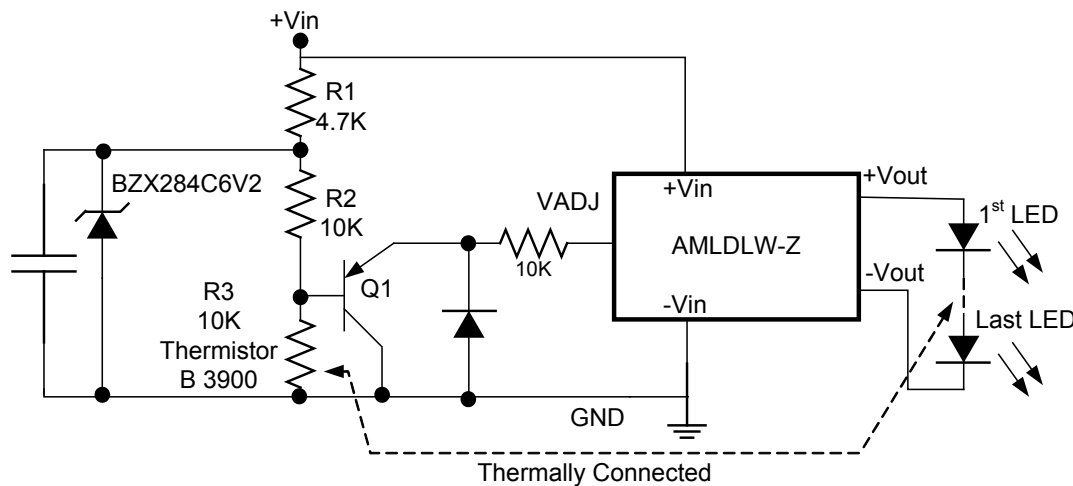 +Vin
R1
4.7K
BZX284C6V2
R2
10K
VADJ
10K
Q1
R3
10K
Thermistor
B 3900
+Vin
AMLDLW-Z
-Vin
+Vout
-Vout
1st LED
Last LED
GND
Thermally Connected